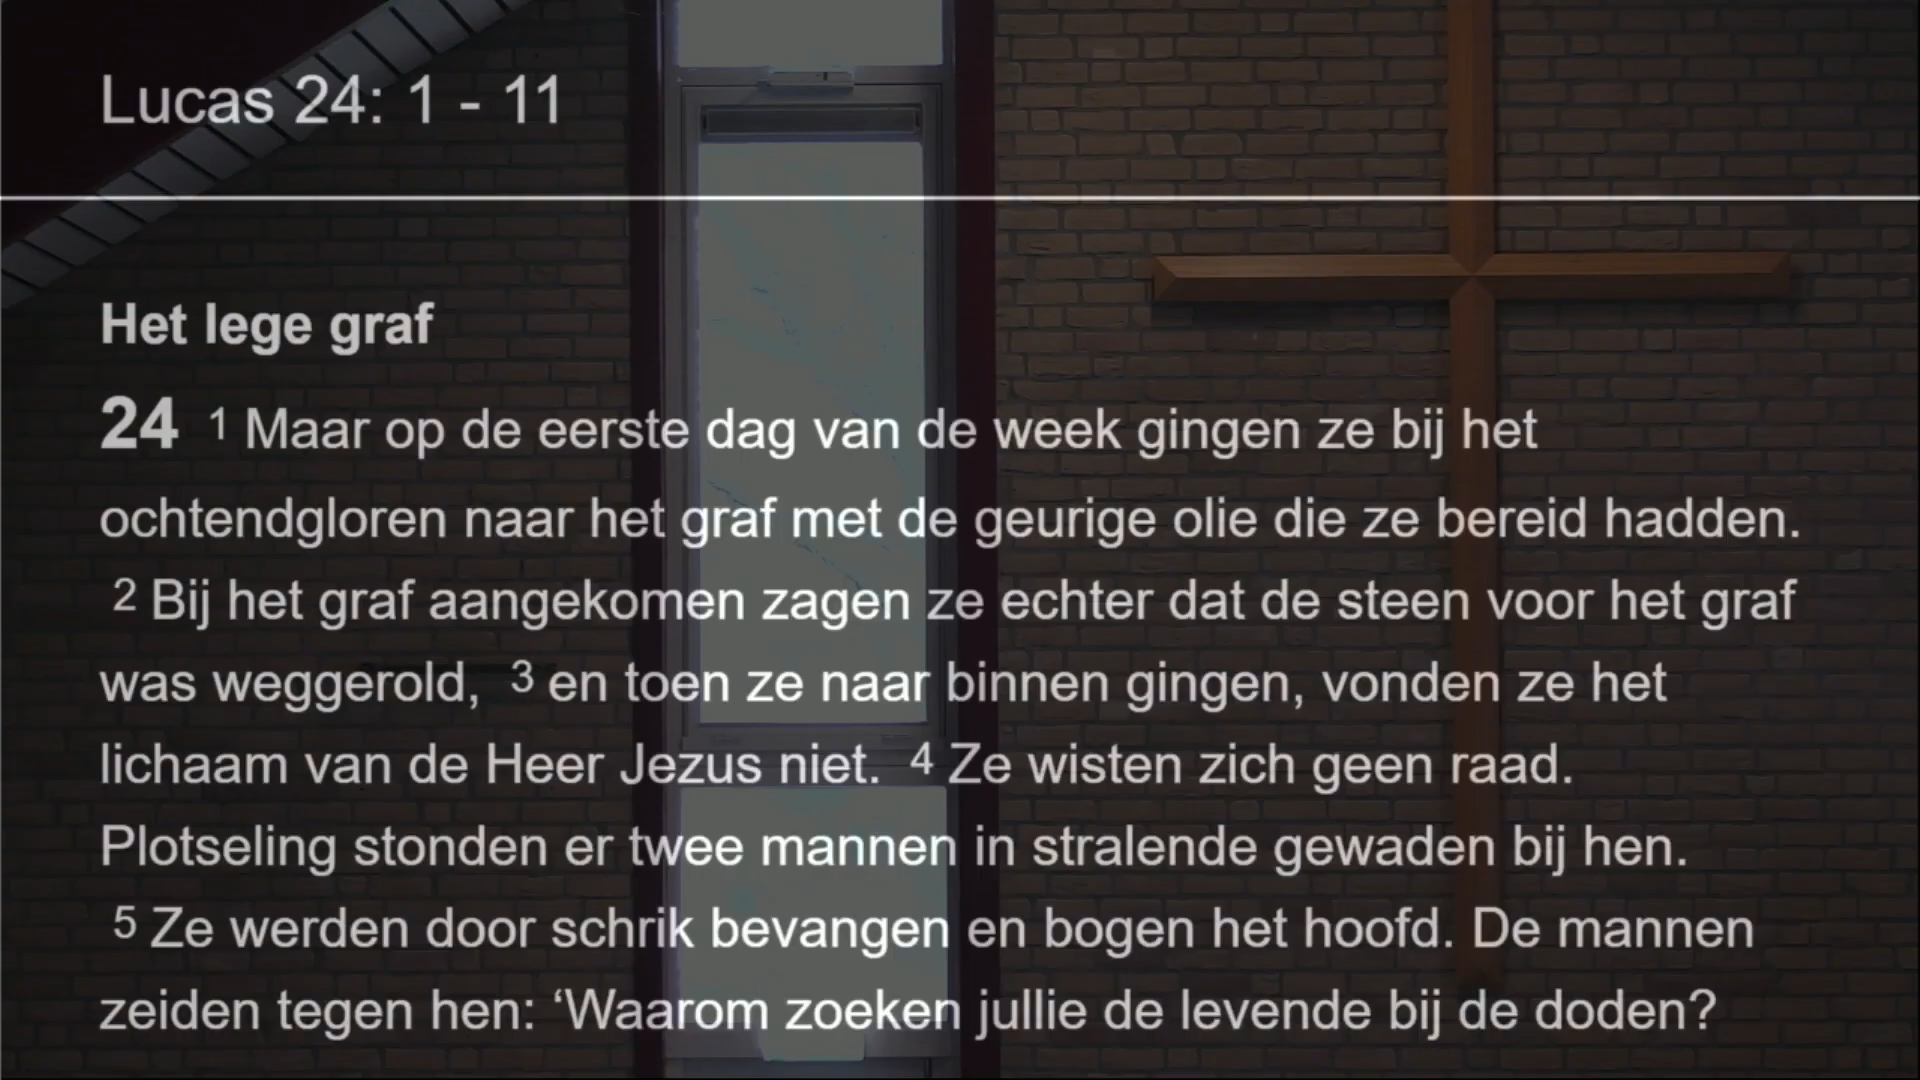 Lucas 24: 1 - 11
Het lege graf
24 1 Maar op de eerste dag van de week gingen ze bij het
ochtendgloren naar het graf met de geurige olie die ze bereid hadden.
2 Bij het graf aangekomen zagen ze echter dat de steen voor het graf
was weggerold, 3 en toen ze naar binnen gingen, vonden ze het
lichaam van de Heer Jezus niet. 4 Ze wisten zich geen raad.
Plotseling stonden er twee mannen in stralende gewaden bij hen.
5 Ze werden door schrik bevangen en bogen het hoofd. De mannen
zeiden tegen hen: ‘Waarom zoeken jullie de levende bij de doden?